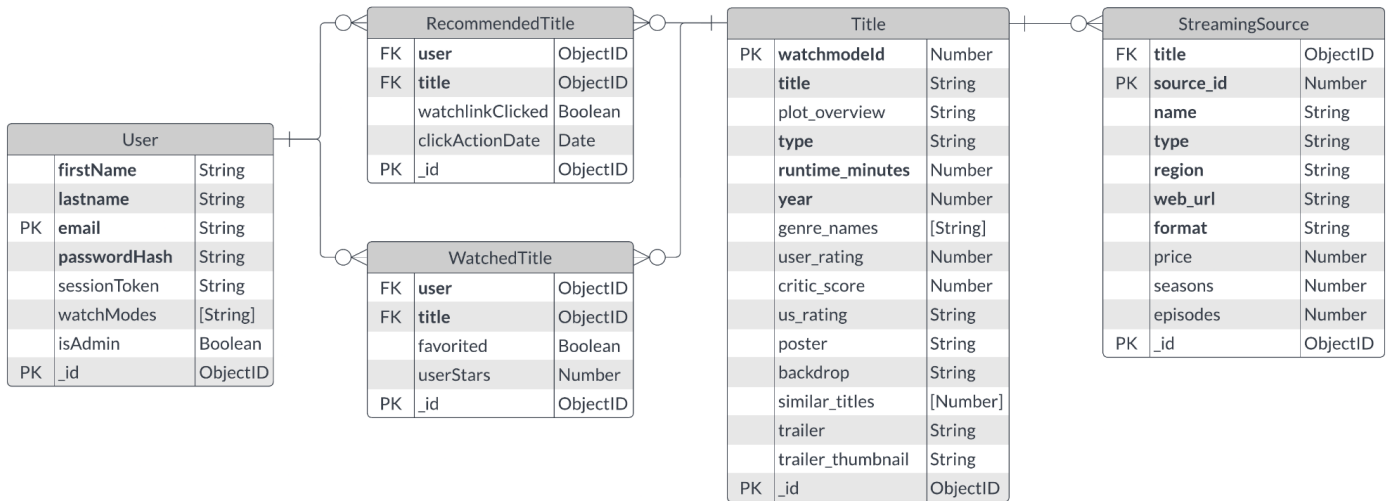 User
firstName String
lastname String
PK email String
passwordHash String
sessionToken String
watchModes [String]
isAdmin Boolean
PK _id ObjectID
RecommendedTitle
FK user ObjectID
FK title ObjectID
watchlinkClicked Boolean
clickActionDate Date
PK _id ObjectID
WatchedTitle
FK user ObjectID
FK title ObjectID
favorited Boolean
userStars Number
PK _id ObjectID
Title
PK watchmodeId Number
title String
plot_overview String
type String
runtime_minutes Number
year Number
genre_names [String]
user_rating Number
critic_score Number
us_rating String
poster String
backdrop String
similar_titles [Number]
trailer String
trailer_thumbnail String
PK _id ObjectID
StreamingSource
FK title ObjectID
PK source_id Number
name String
type String
region String
web_url String
format String
price Number
seasons Number
episodes Number
PK _id ObjectID